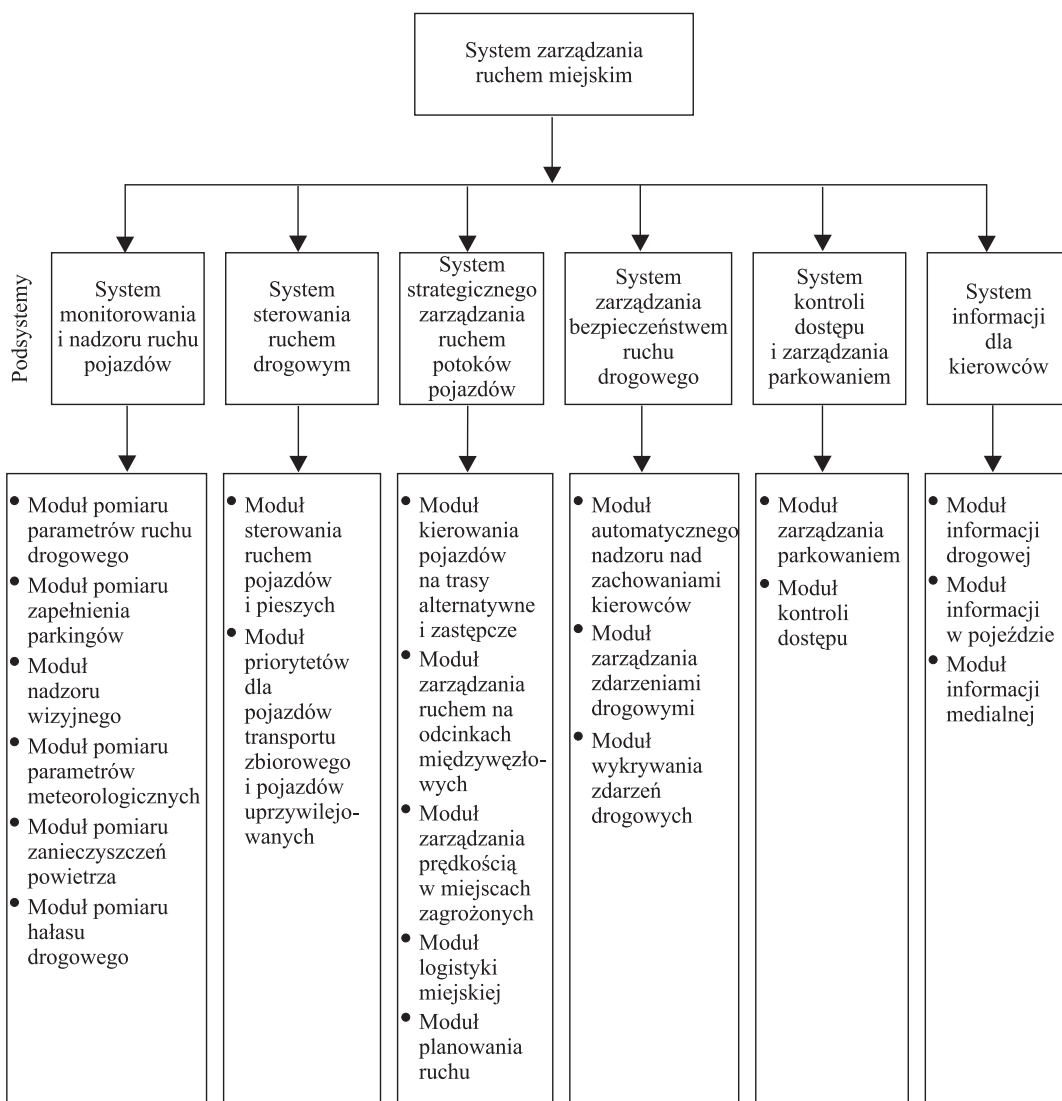 System zarządzania
ruchem miejskim
Podsystemy
System
monitorowania
i nadzoru ruchu
pojazdów
System
sterowania
ruchem
drogowym
System
strategicznego
zarządzania
ruchem
potoków
pojazdów
System
zarządzania
bezpieczeństwem
ruchu
drogowego
System
kontroli
dostępu
i zarządzania
parkowaniem
System
informacji
dla
kierowców
• Moduł pomiaru
parametrów ruchu
drogowego
• Moduł pomiaru
zapełnienia
parkingów
• Moduł
nadzoru
wizyjnego
• Moduł pomiaru
parametrów
meteorologicznych
• Moduł pomiaru
zanieczyszczeń
powietrza
• Moduł pomiaru
hałasu
drogowego
• Moduł
sterowania
ruchem
pojazdów
i pieszych
• Moduł
priorytetów
dla
pojazdów
transportu
zbiorowego
i pojazdów
uprzywilejo-
wanych
• Moduł
kierowania
pojazdów
na trasy
alternatywne
i zastępcze
• Moduł
zarządzania
ruchem na
odcinkach
międzywęzło-
wych
• Moduł
zarządzania
prędkością
w miejscach
zagrożonych
• Moduł
logistyki
miejskiej
• Moduł
planowania
ruchu
• Moduł
automatycznego
nadzoru nad
zachowaniami
kierowców
• Moduł
zarządzania
zdarzeniami
drogowymi
• Moduł
wykrywania
zdarzeń
drogowych
• Moduł
zarządzania
parkowaniem
• Moduł
kontroli
dostępu
• Moduł
informacji
drogowej
• Moduł
informacji
w pojeździe
• Moduł
informacji
medialnej